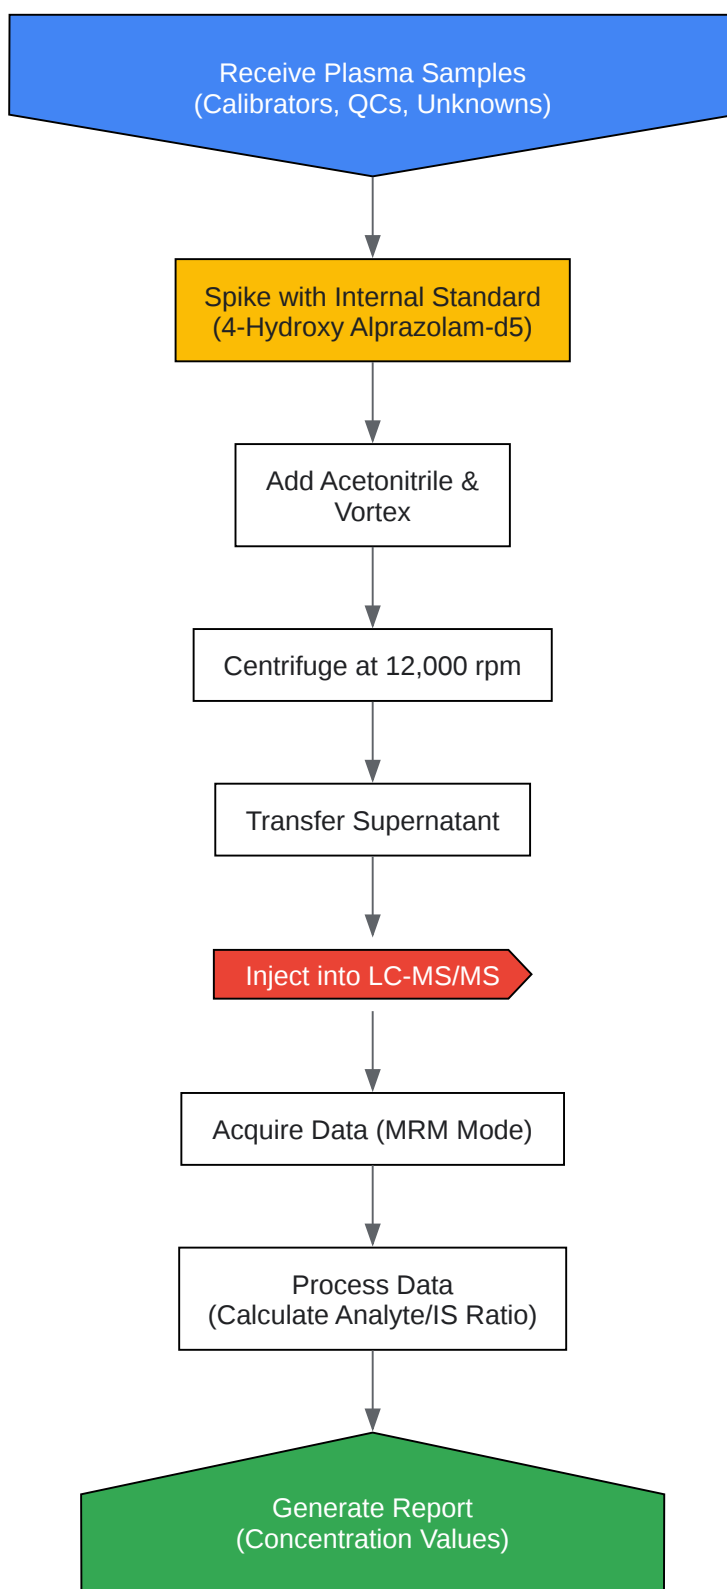 Receive Plasma Samples
(Calibrators, QCs, Unknowns)
Spike with Internal Standard
(4-Hydroxy Alprazolam-d5)
Add Acetonitrile &
Vortex
Centrifuge at 12,000 rpm
Transfer Supernatant
Inject into LC-MS/MS
Acquire Data (MRM Mode)
Process Data
(Calculate Analyte/IS Ratio)
Generate Report
(Concentration Values)